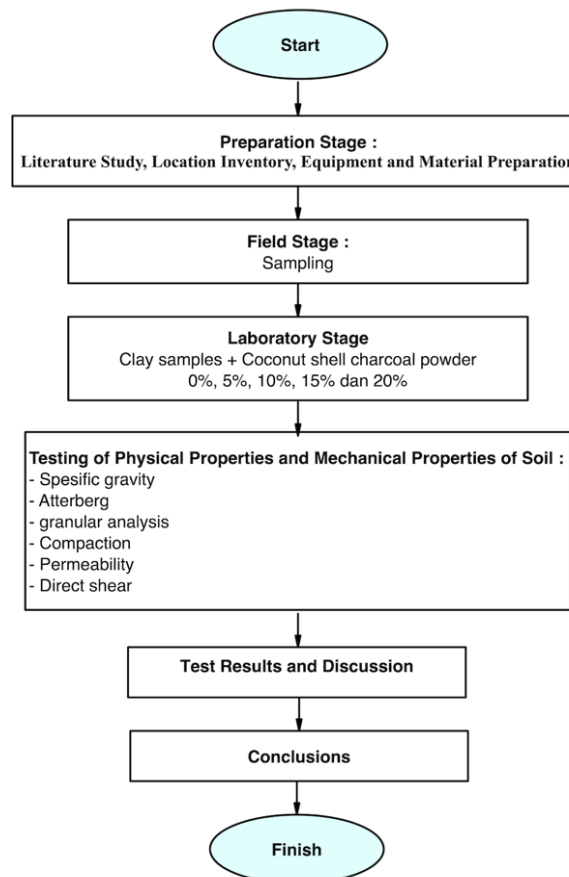 Start
Preparation Stage :
Literature Study, Location Inventory, Equipment and Material Preparation
Field Stage :
Sampling
Laboratory Stage
Clay samples + Coconut shell charcoal powder
0%, 5%, 10%, 15% dan 20%
Testing of Physical Properties and Mechanical Properties of Soil :
- Spesific gravity
- Atterberg
- granular analysis
- Compaction
- Permeability
- Direct shear
Test Results and Discussion
Conclusions
Finish